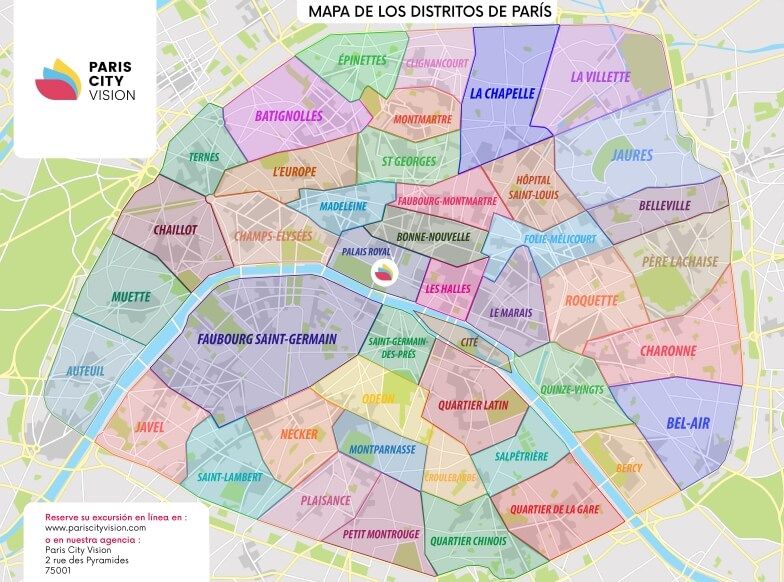 MAPA DE LOS DISTRITOS DE PARÍS
PARIS
CITY
VISION
ÉPINETTES
CLIGNANCOURT
LA CHAPELLE
LA VILLETTE
BATIGNOLLES
MONTMARTRE
TERNES
L'EUROPE
ST GEORGES
JAURES
HÔPITAL
SAINT-LOUIS
MADELEINE
FAUBOURG-MONTMARTRE
BELLEVILLE
CHAILLOT
CHAMPS-ELYSÉES
BONNE-NOUVELLE
FOLIE-MÉLICOURT
PALAIS ROYAL
PÈRE LACHAISE
MUETTE
LES HALLES
LE MARAIS
ROQUETTE
FAUBOURG SAINT-GERMAIN
SAINT-GERMAIN-
DES-PRÉS
CITÉ
CHARONNE
AUTEUIL
ODEON
QUARTIER LATIN
QUINZE-VINGTS
JAVEL
NECKER
BEL-AIR
MONTPARNASSE
SALPÊTRIÈRE
SAINT-LAMBERT
CROULEBARBE
BERCY
PLAISANCE
QUARTIER DE LA GARE
PETIT MONTROUGE
QUARTIER CHINOIS
Reserve su excursión en línea en :
www.pariscityvision.com
o en nuestra agencia :
Paris City Vision
2 rue des Pyramides
75001